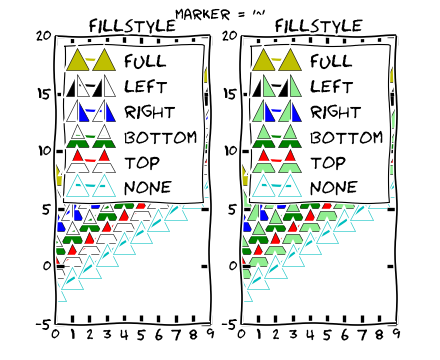 MARKER = '^'
FILLSTYLE FILLSTYLE
20
15
10
5
0
-5
FULL
LEFT
RIGHT
BOTTOM
TOP
NONE
0 1 2 3 4 5 6 7 8 9
20
15
10
5
0
-5
FULL
LEFT
RIGHT
BOTTOM
TOP
NONE
0 1 2 3 4 5 6 7 8 9